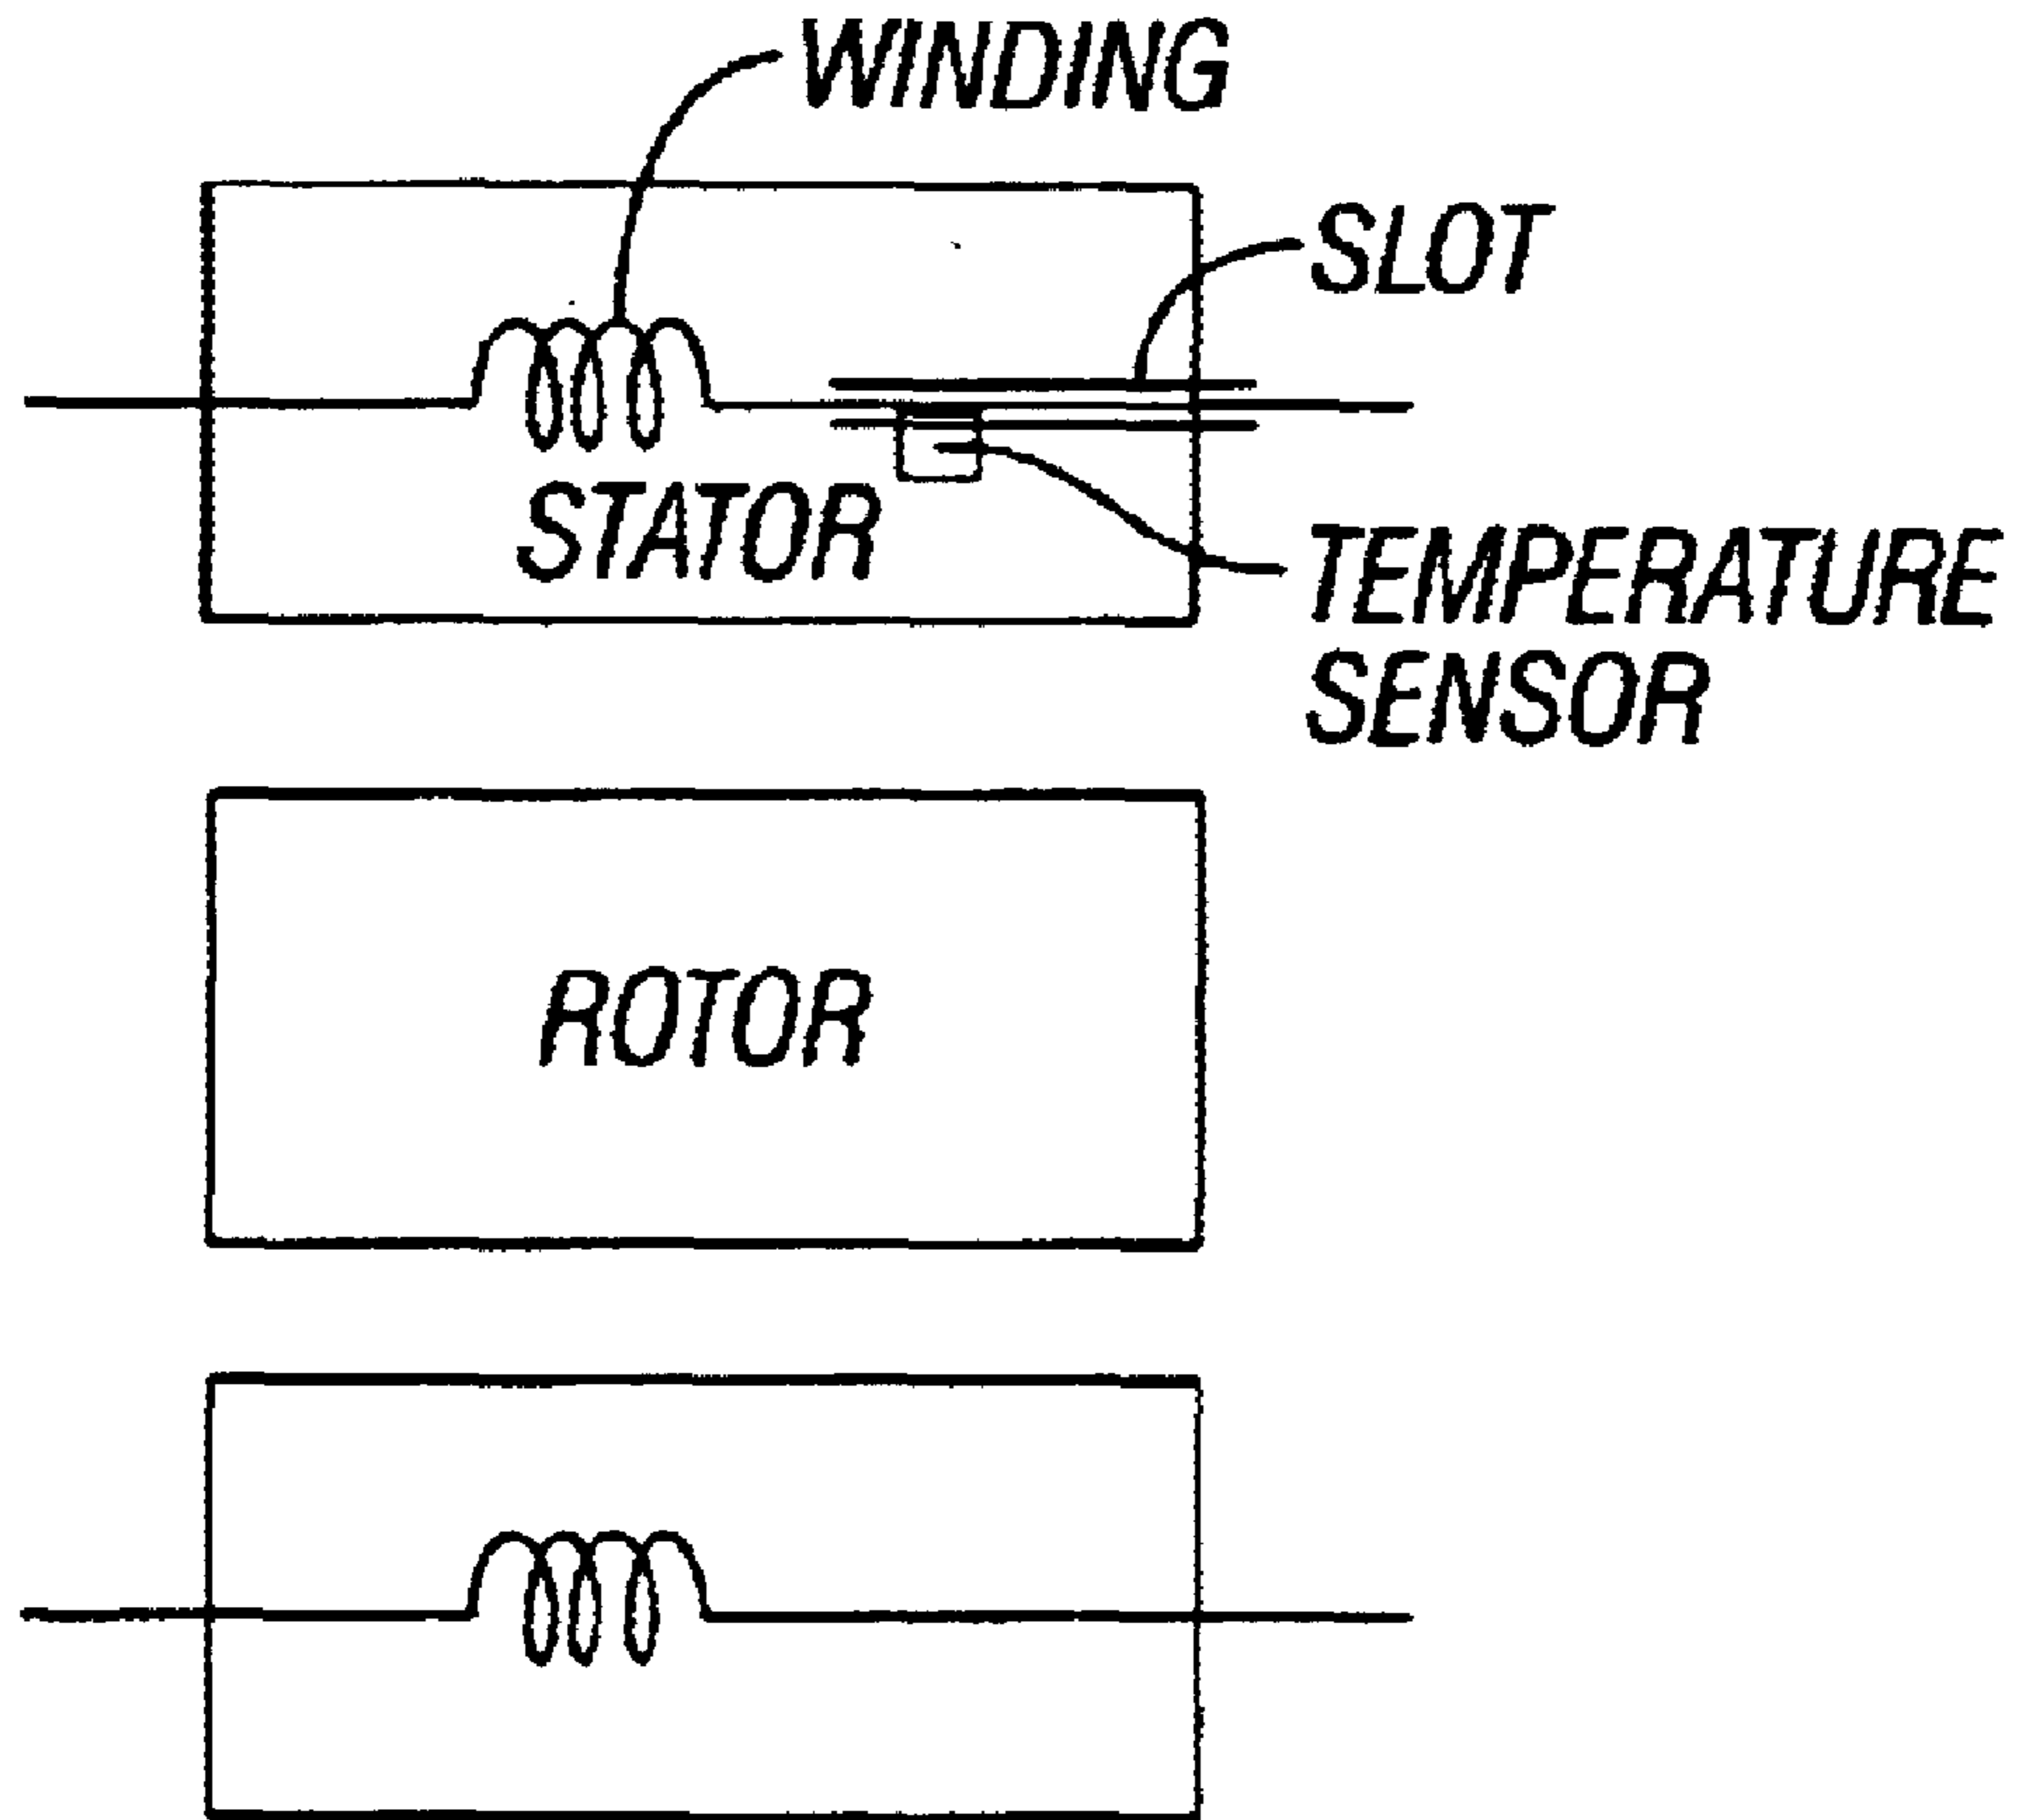 WINDING
SLOT
STATOR
TEMPERATURE
SENSOR
ROTOR